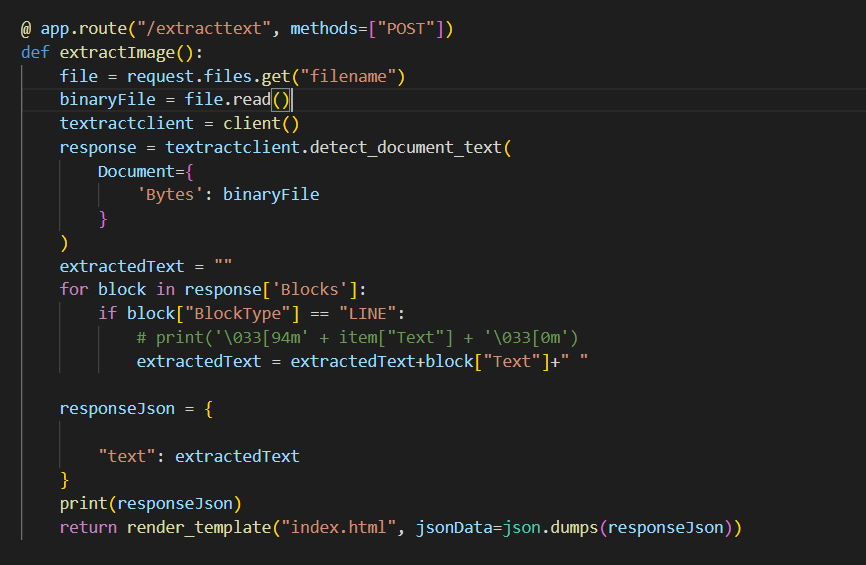 @ app.route("/extracttext", methods=["POST"])
def extractImage():
    file = request.files.get("filename")
    binaryFile = file.read()
    textractclient = client()
    response = textractclient.detect_document_text(
        Document={
            'Bytes': binaryFile
        }
    )
    extractedText = ""
    for block in response['Blocks']:
        if block["BlockType"] == "LINE":
            # print('\033[94m' + item["Text"] + '\033[0m')
            extractedText = extractedText+block["Text"]+" "
    responseJson = {
        "text": extractedText
    }
    print(responseJson)
    return render_template("index.html", jsonData=json.dumps(responseJson))